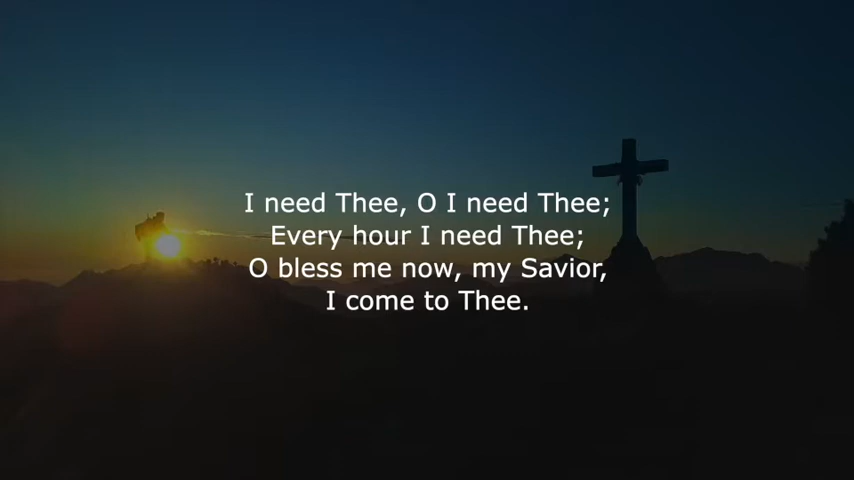 I need Thee, O I need Thee;
Every hour I need Thee;
O bless me now, my Savior,
I come to Thee.